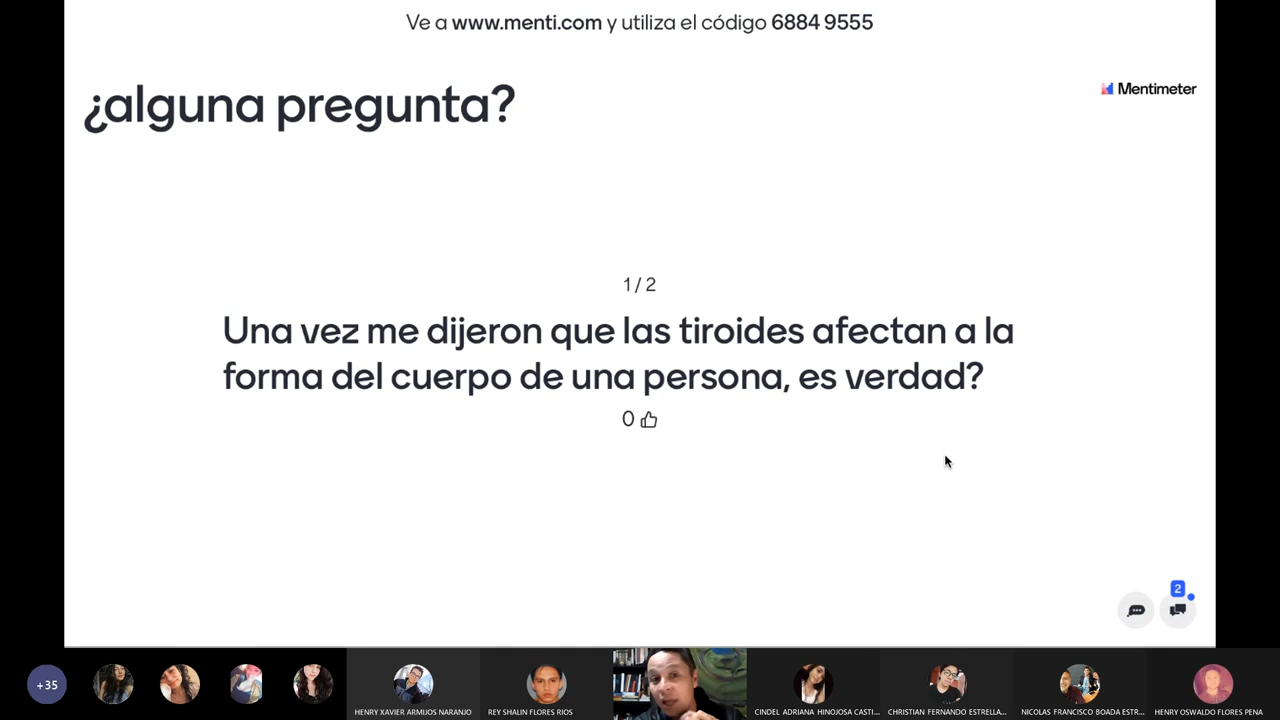 Ve a www.menti.com y utiliza el código 6884 9555
¿alguna pregunta?
Mentimeter
1 / 2
Una vez me dijeron que las tiroides afectan a la
forma del cuerpo de una persona, es verdad?
0
2
+35
HENRY XAVIER ARMIJOS NARANJO
REY SHALIN FLORES RIOS
CINDEL ADRIANA HINOJOSA CASTI...
CHRISTIAN FERNANDO ESTRELLA...
NICOLAS FRANCISCO BOADA ESTR...
HENRY OSWALDO FLORES PENA